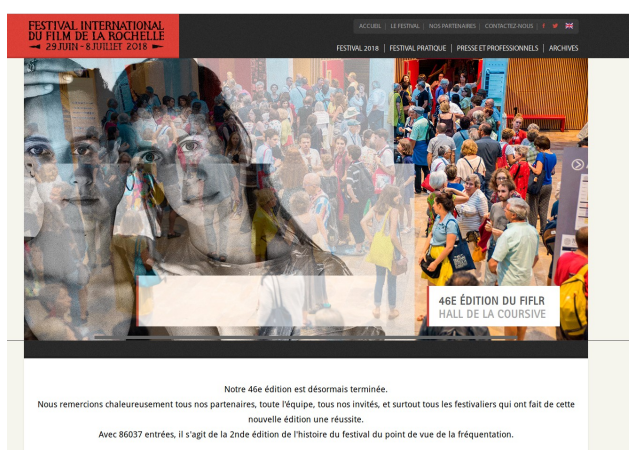 FESTIVAL INTERNATIONAL
DU FILM DE LA ROCHELLE
29 JUIN - 8 JUILLET 2018
ACCUEIL | LE FESTIVAL | NOS PARTENAIRES | CONTACTEZ-NOUS |
FESTIVAL 2018 | FESTIVAL PRATIQUE | PRESSE ET PROFESSIONNELS | ARCHIVES
46E ÉDITION DU FIFLR
HALL DE LA COURSIVE
Notre 46e édition est désormais terminée.
Nous remercions chaleureusement tous nos partenaires, toute l'équipe, tous nos invités, et surtout tous les festivaliers qui ont fait de cette
nouvelle édition une réussite.
Avec 86037 entrées, il s'agit de la 2nde édition de l'histoire du festival du point de vue de la fréquentation.